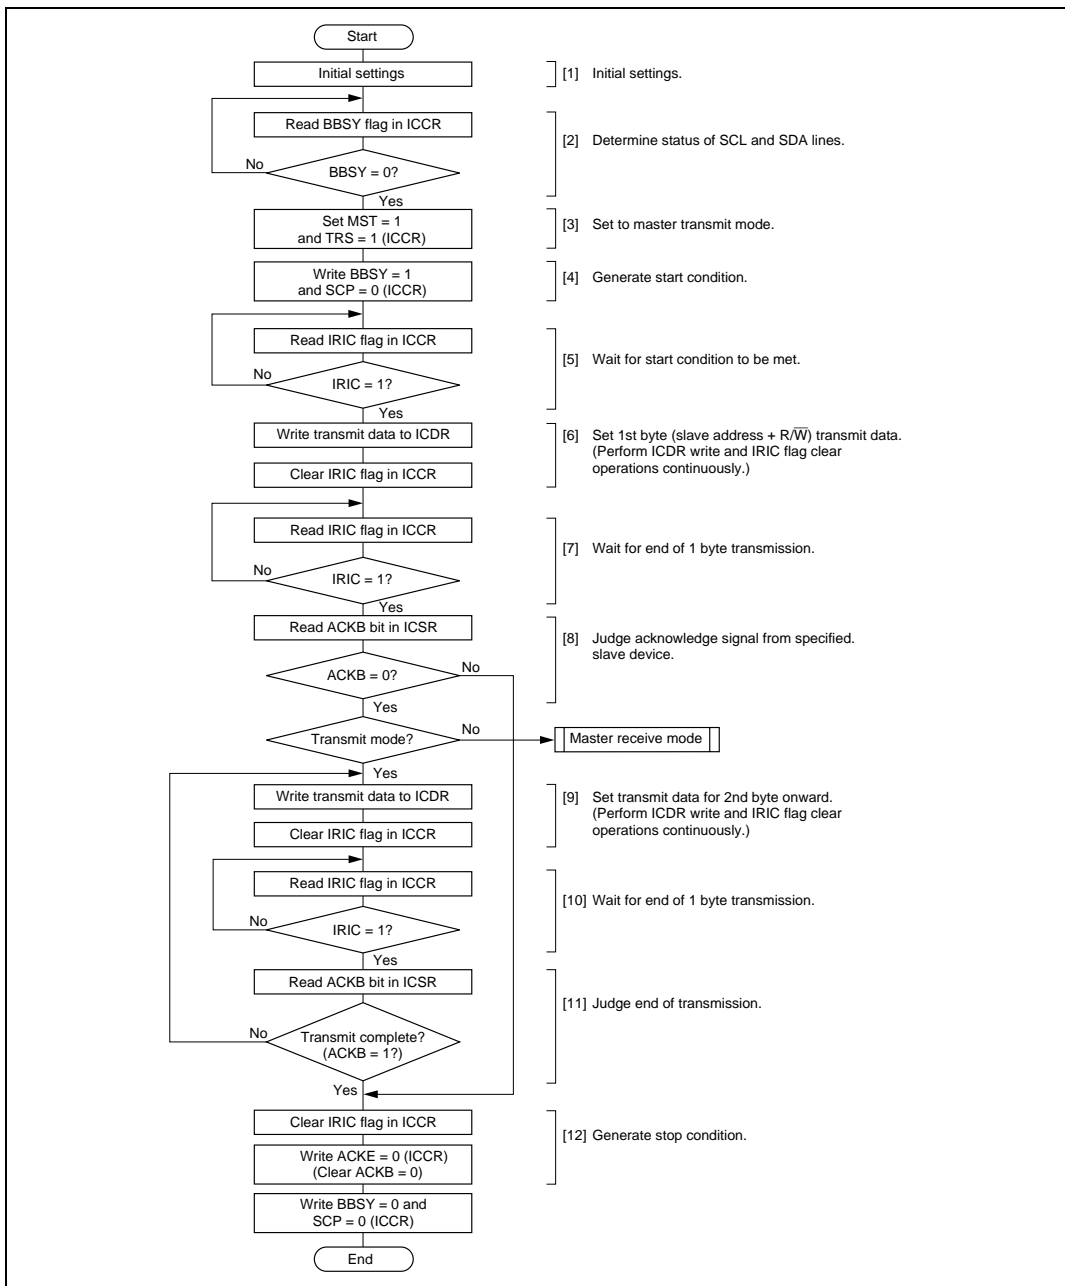 Start
Initial settings
[1] Initial settings.
Read BBSY flag in ICCR
[2] Determine status of SCL and SDA lines.
No
BBSY = 0?
Yes
Set MST = 1
and TRS = 1 (ICCR)
[3] Set to master transmit mode.
Write BBSY = 1
and SCP = 0 (ICCR)
[4] Generate start condition.
Read IRIC flag in ICCR
[5] Wait for start condition to be met.
No
IRIC = 1?
Yes
Write transmit data to ICDR
[6] Set 1st byte (slave address + R/W̅) transmit data.
(Perform ICDR write and IRIC flag clear
operations continuously.)
Clear IRIC flag in ICCR
Read IRIC flag in ICCR
[7] Wait for end of 1 byte transmission.
No
IRIC = 1?
Yes
Read ACKB bit in ICSR
[8] Judge acknowledge signal from specified.
slave device.
No
ACKB = 0?
Yes
No
Transmit mode?
Master receive mode
Yes
Write transmit data to ICDR
[9] Set transmit data for 2nd byte onward.
(Perform ICDR write and IRIC flag clear
operations continuously.)
Clear IRIC flag in ICCR
Read IRIC flag in ICCR
[10] Wait for end of 1 byte transmission.
No
IRIC = 1?
Yes
Read ACKB bit in ICSR
[11] Judge end of transmission.
No
Transmit complete?
(ACKB = 1?)
Yes
Clear IRIC flag in ICCR
[12] Generate stop condition.
Write ACKE = 0 (ICCR)
(Clear ACKB = 0)
Write BBSY = 0 and
SCP = 0 (ICCR)
End